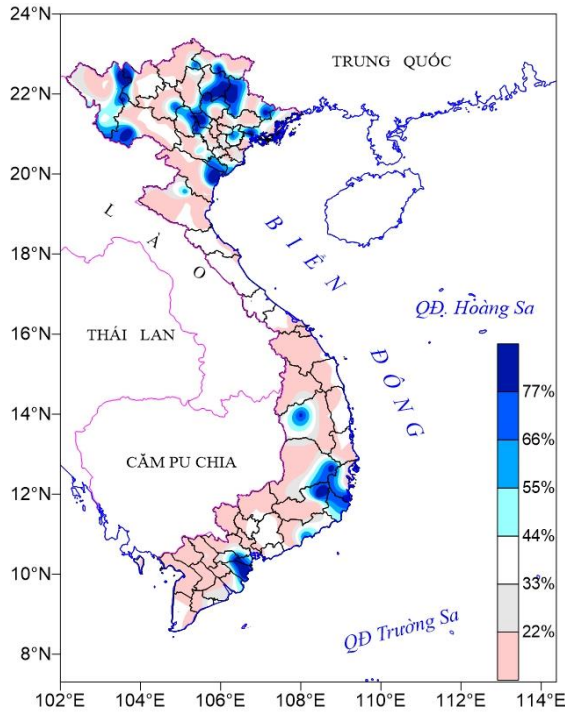 24°N
22°N
20°N
18°N
16°N
14°N
12°N
10°N
8°N
TRUNG QUỐC
LÀO
BIỂN ĐÔNG
QĐ. Hoàng Sa
THÁI LAN
CĂM PU CHIA
77%
66%
55%
44%
33%
22%
QĐ Trường Sa
102°E 104°E 106°E 108°E 110°E 112°E 114°E